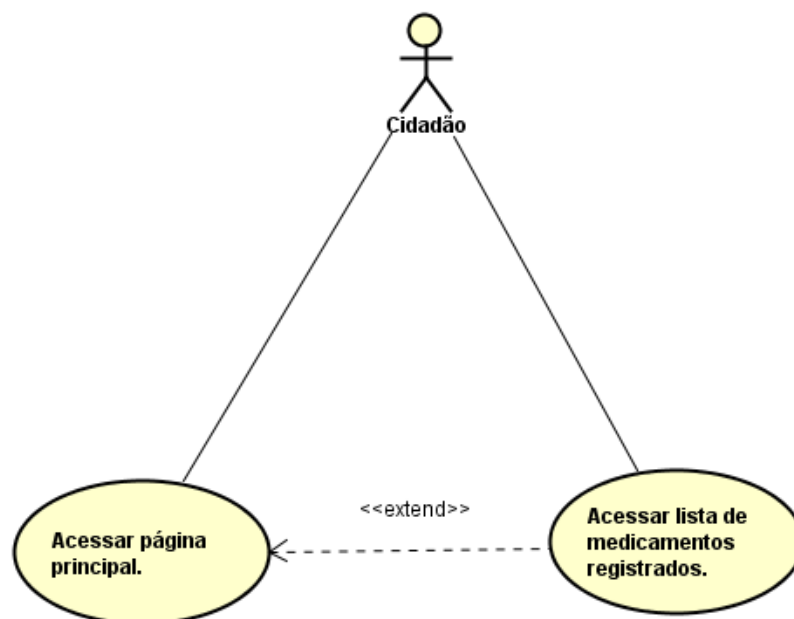 Cidadão
<<extend>>
Acessar página
principal.
Acessar lista de
medicamentos
registrados.